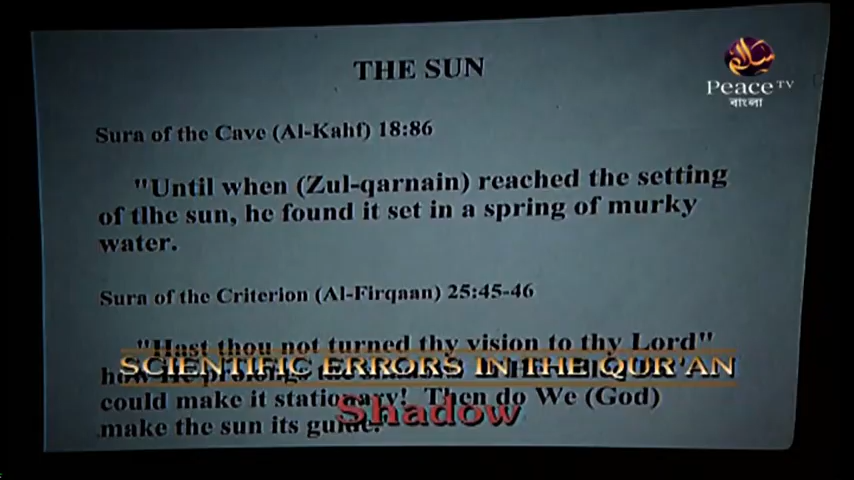 THE SUN
Peace TV
বাংলা
Sura of the Cave (Al-Kahf) 18:86
"Until when (Zul-qarnain) reached the setting
of tlhe sun, he found it set in a spring of murky
water.
Sura of the Criterion (Al-Firqaan) 25:45-46
"Hast thou not turned thy vision to thy Lord"
SCIENTIFIC ERRORS IN THE QUR'AN
could make it stationary! Then do We (God)
Shadow
make the sun its guide.